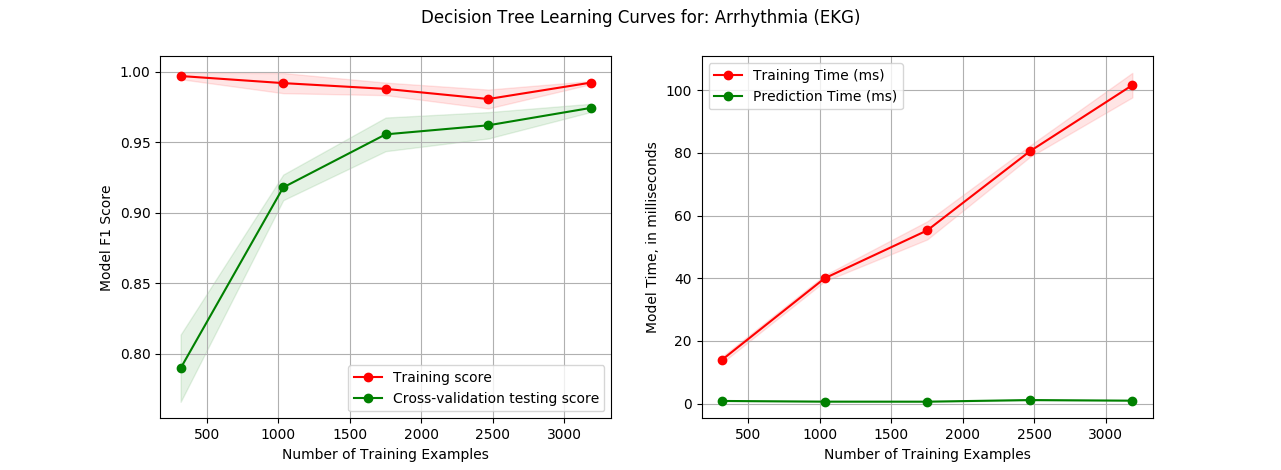 Decision Tree Learning Curves for: Arrhythmia (EKG)
Model F1 Score
1.00
0.95
0.90
0.85
0.80
Training score
Cross-validation testing score
500 1000 1500 2000 2500 3000
Number of Training Examples
Model Time, in milliseconds
100
80
60
40
20
0
Training Time (ms)
Prediction Time (ms)
500 1000 1500 2000 2500 3000
Number of Training Examples